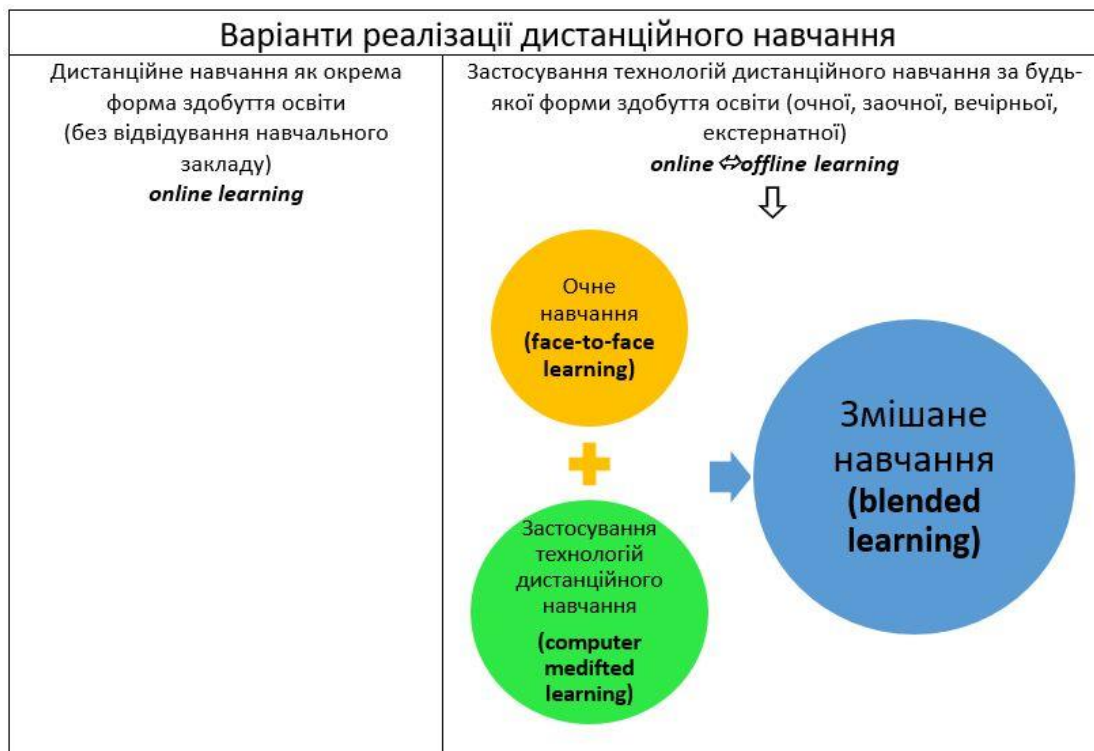 Варіанти реалізації дистанційного навчання
Дистанційне навчання як окрема
форма здобуття освіти
(без відвідування навчального
закладу)
online learning
Застосування технологій дистанційного навчання за будь-
якої форми здобуття освіти (очної, заочної, вечірньої,
екстернатної)
online ⇔offline learning
Очне
навчання
(face-to-face
learning)
Застосування
технологій
дистанційного
навчання
(computer
medifted
learning)
Змішане
навчання
(blended
learning)